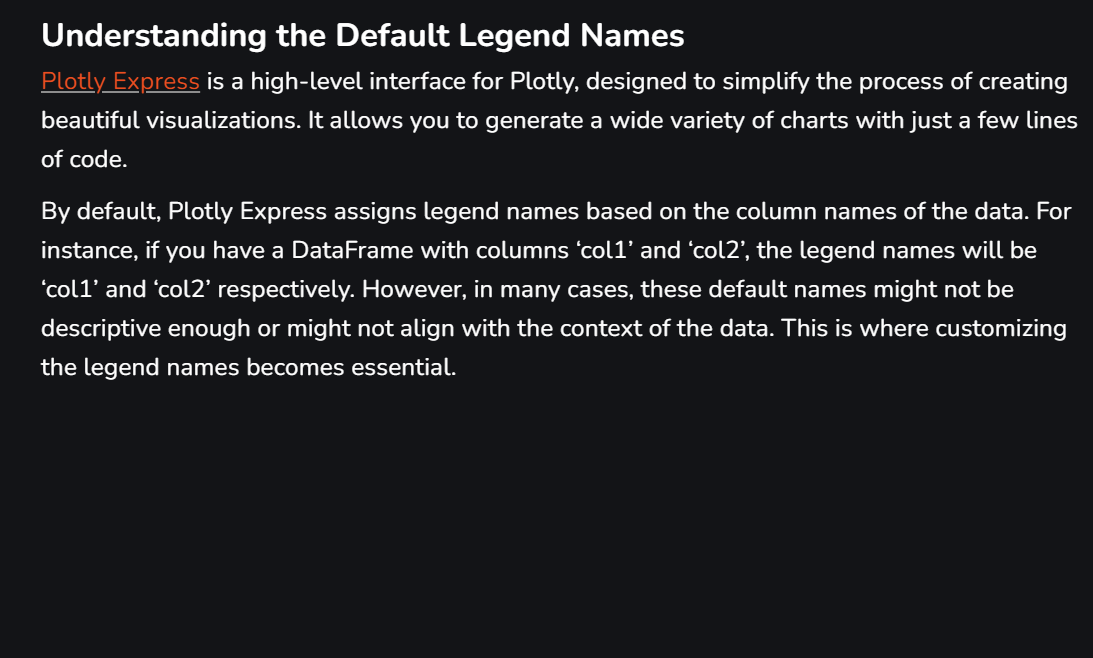 Understanding the Default Legend Names
Plotly Express is a high-level interface for Plotly, designed to simplify the process of creating
beautiful visualizations. It allows you to generate a wide variety of charts with just a few lines
of code.
By default, Plotly Express assigns legend names based on the column names of the data. For
instance, if you have a DataFrame with columns ‘col1’ and ‘col2’, the legend names will be
‘col1’ and ‘col2’ respectively. However, in many cases, these default names might not be
descriptive enough or might not align with the context of the data. This is where customizing
the legend names becomes essential.